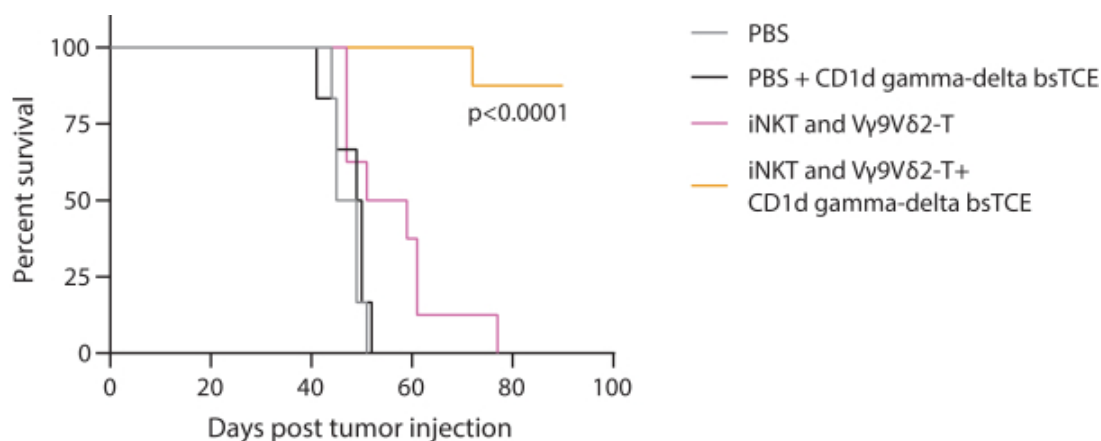 100
75
50
25
0
Percent survival
0 20 40 60 80 100
Days post tumor injection
p<0.0001
PBS
PBS + CD1d gamma-delta bsTCE
iNKT and Vγ9Vδ2-T
iNKT and Vγ9Vδ2-T+
CD1d gamma-delta bsTCE